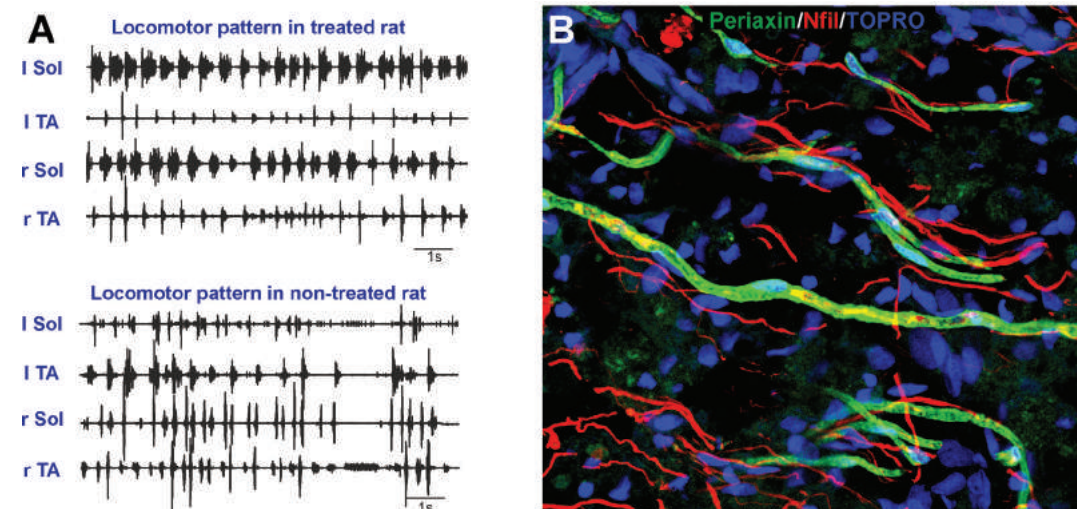 A
Locomotor pattern in treated rat
l Sol
l TA
r Sol
r TA
1s
Locomotor pattern in non-treated rat
l Sol
l TA
r Sol
r TA
1s
B
Periaxin/Nfil/TOPRO